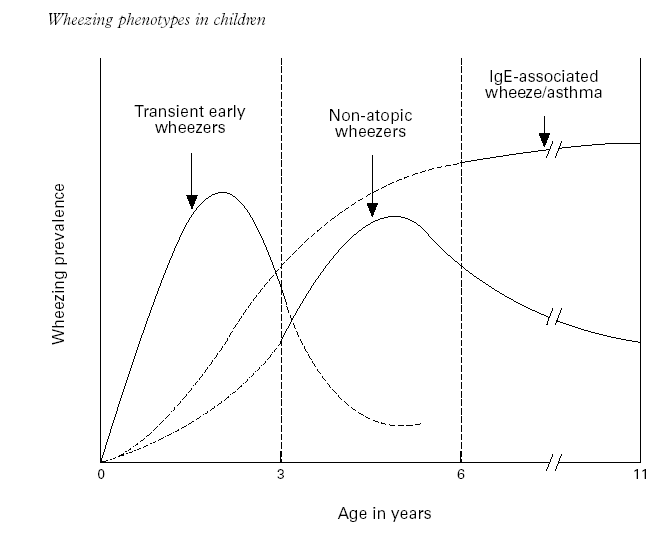 Wheezing phenotypes in children
IgE-associated
wheeze/asthma
Transient early
wheezers
Non-atopic
wheezers
Wheezing prevalence
0
3
6
11
Age in years